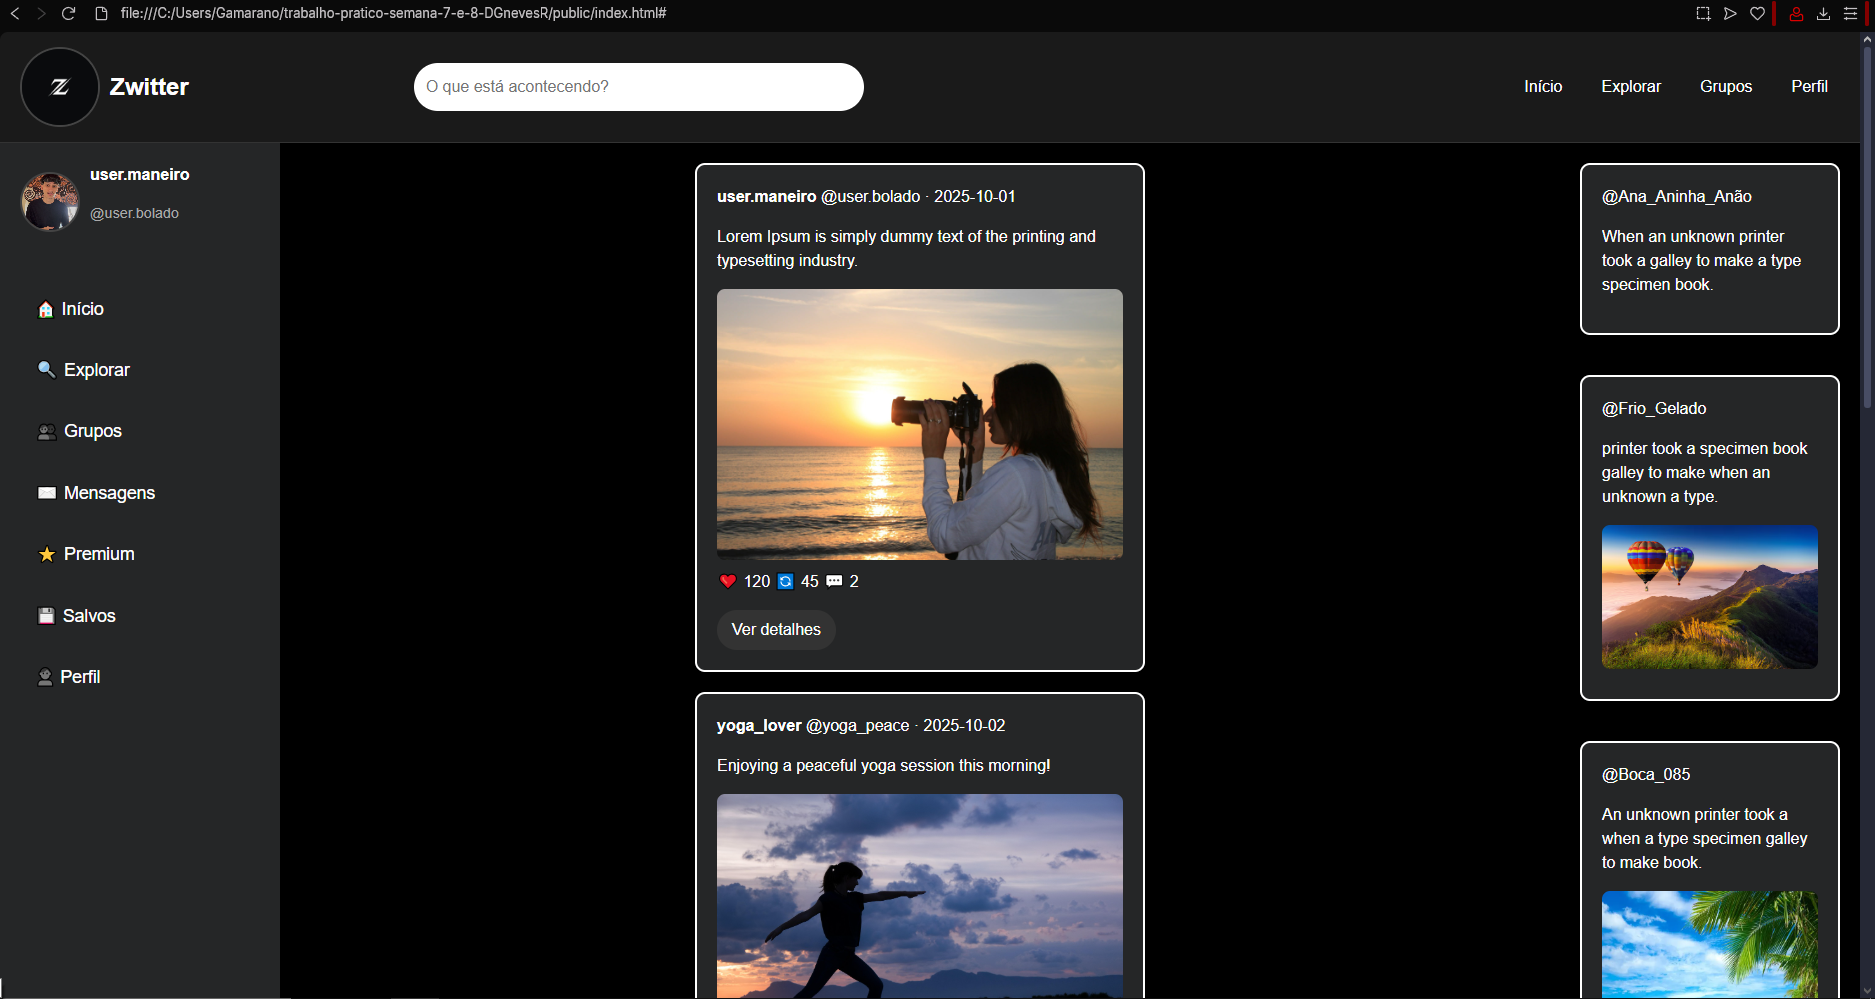 file:///C:/Users/Gamarano/trabalho-pratico-semana-7-e-8-DGnevesR/public/index.html#
Z
Zwitter
O que está acontecendo?
Início
Explorar
Grupos
Perfil
user.maneiro
@user.bolado
Início
Explorar
Grupos
Mensagens
Premium
Salvos
Perfil
user.maneiro @user.bolado · 2025-10-01
Lorem Ipsum is simply dummy text of the printing and
typesetting industry.
120 45 2
Ver detalhes
yoga_lover @yoga_peace · 2025-10-02
Enjoying a peaceful yoga session this morning!
@Ana_Aninha_Anão
When an unknown printer
took a galley to make a type
specimen book.
@Frio_Gelado
printer took a specimen book
galley to make when an
unknown a type.
@Boca_085
An unknown printer took a
when a type specimen galley
to make book.